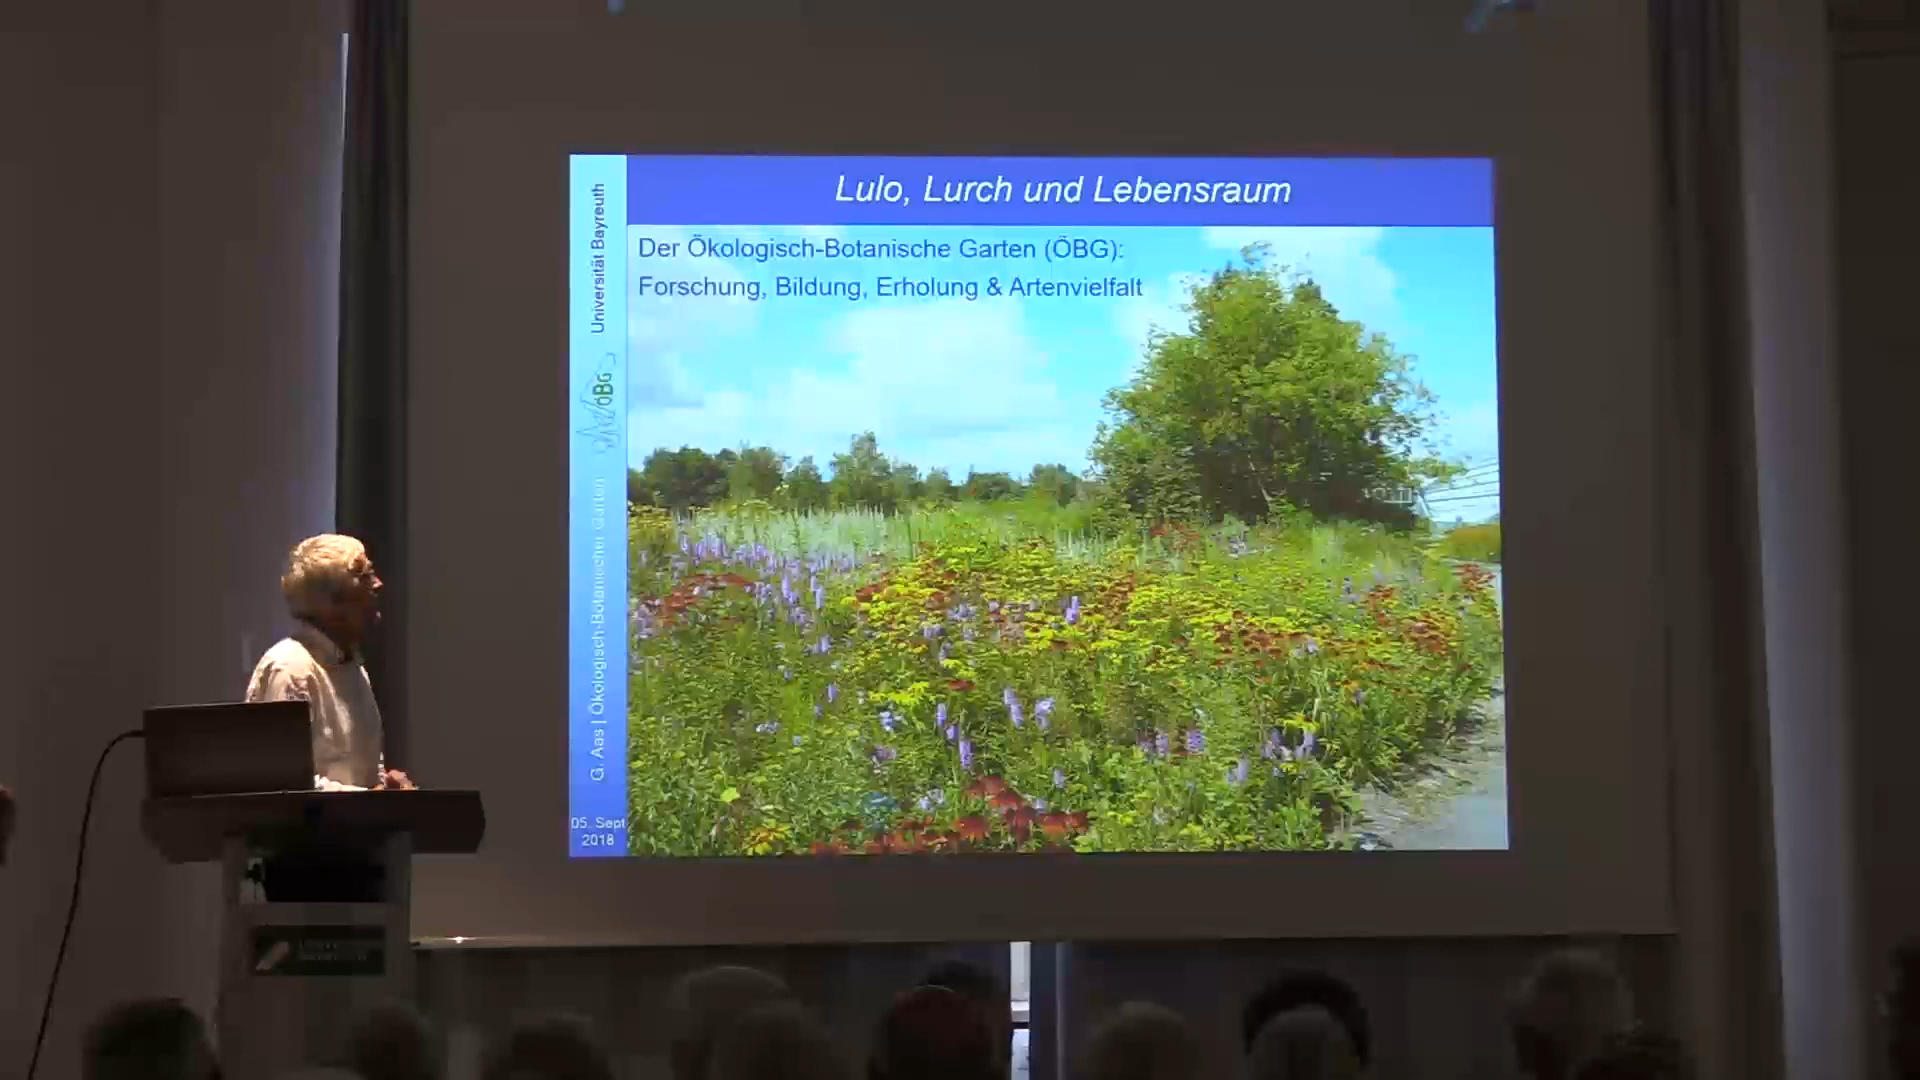 Lulo, Lurch und Lebensraum
Der Ökologisch-Botanische Garten (ÖBG):
Forschung, Bildung, Erholung & Artenvielfalt
Universität Bayreuth
ÖBG
G. Aas | Ökologisch-Botanischer Garten
05. Sept
2018